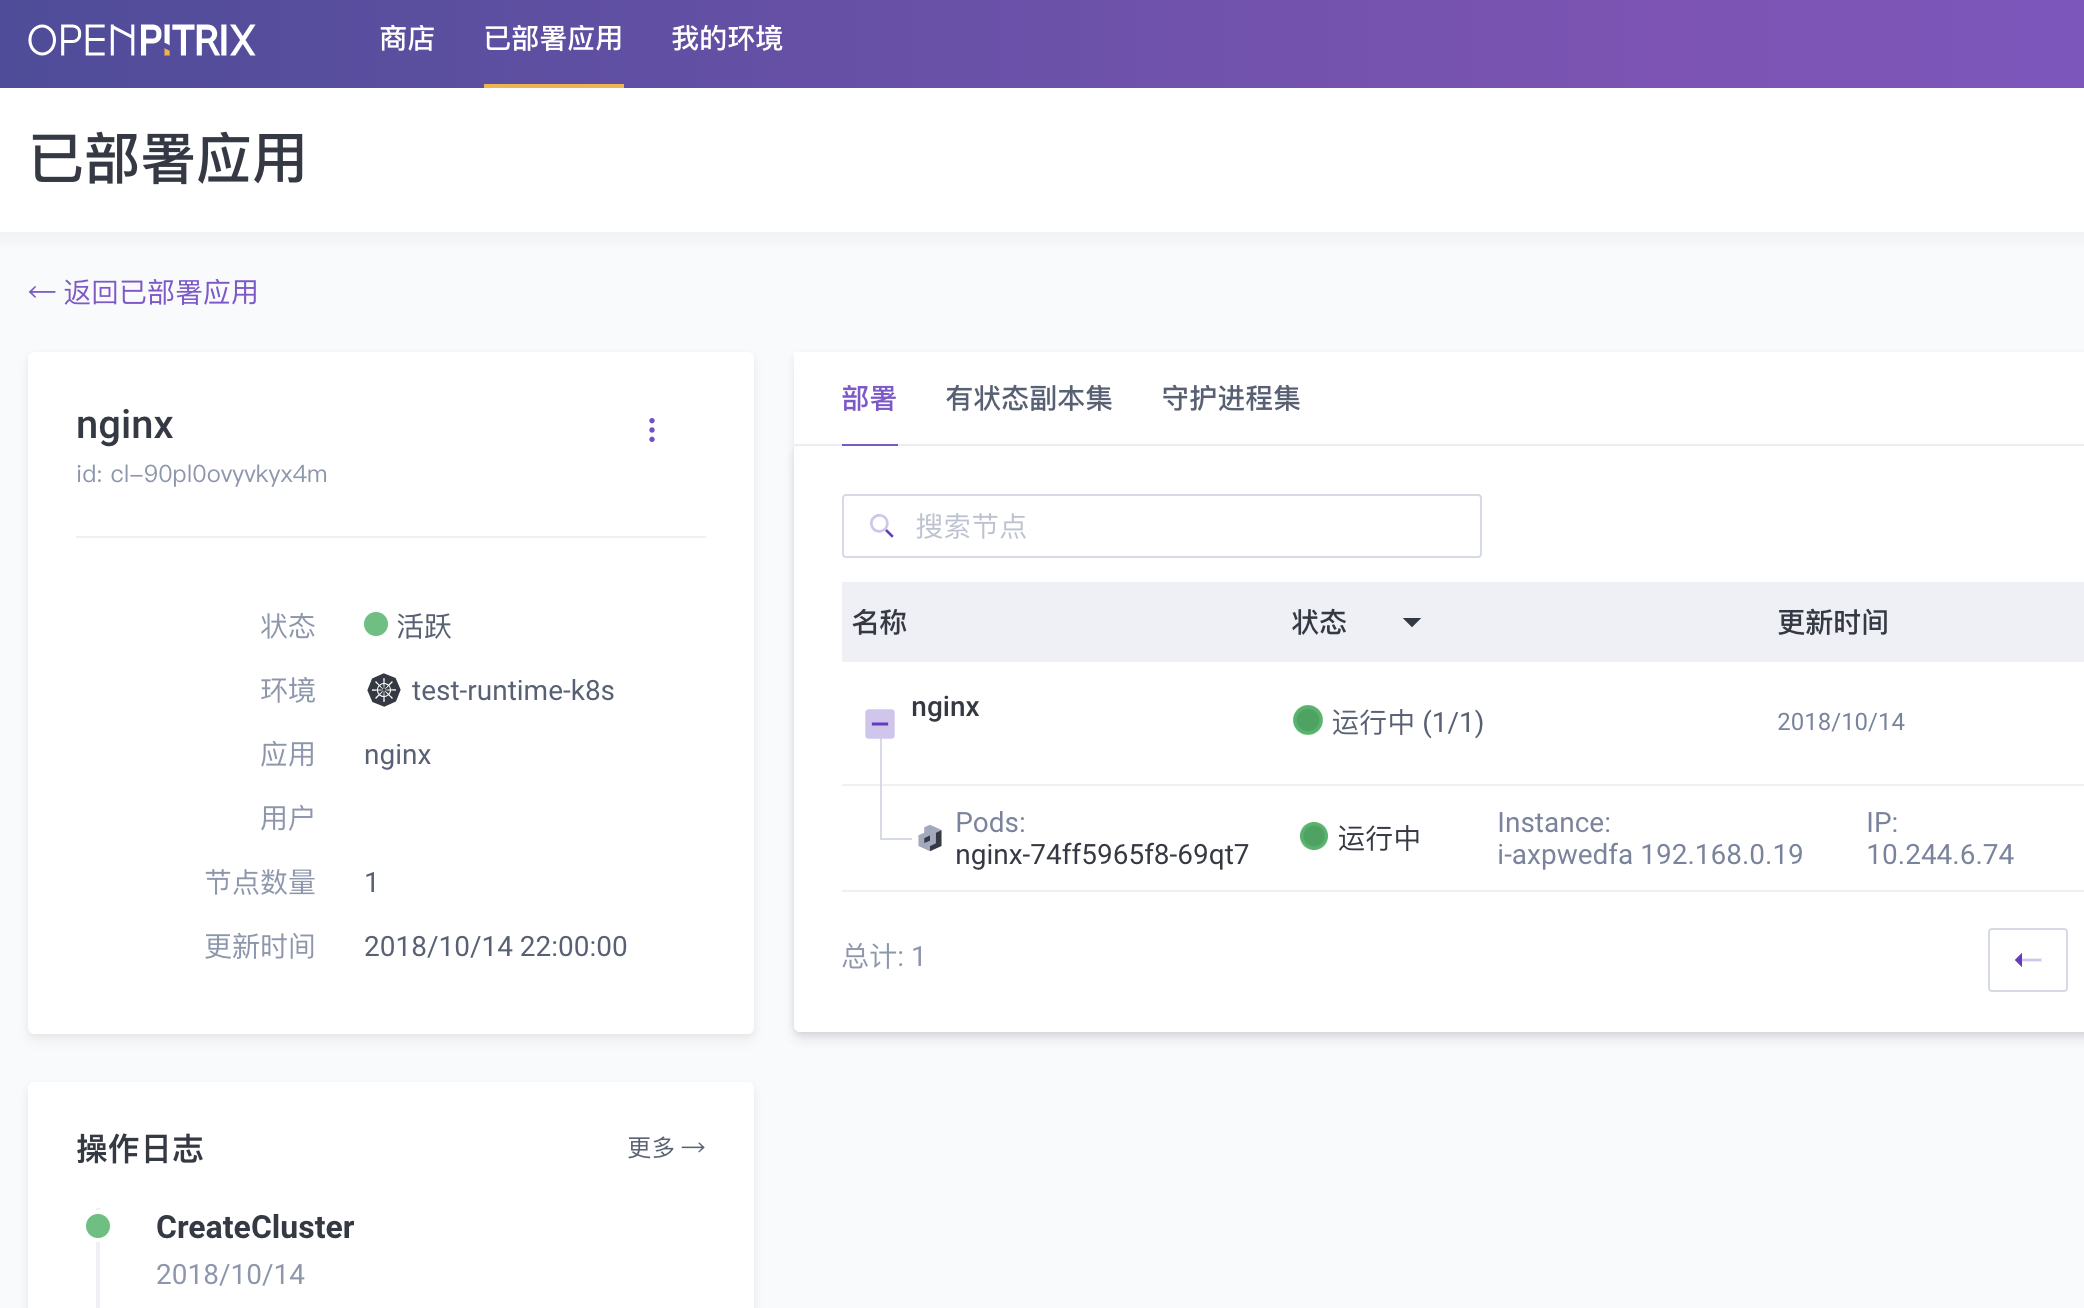 OPENPITRIX 商店 已部署应用 我的环境
已部署应用
← 返回已部署应用
nginx
id: cl-90pl0ovyvkyx4m
状态 活跃
环境 test-runtime-k8s
应用 nginx
用户
节点数量 1
更新时间 2018/10/14 22:00:00
部署 有状态副本集 守护进程集
搜索节点
名称 状态 更新时间
nginx 运行中 (1/1) 2018/10/14
Pods: Instance: IP:
nginx-74ff5965f8-69qt7 运行中 i-axpwedfa 192.168.0.19 10.244.6.74
总计: 1
操作日志 更多 →
CreateCluster
2018/10/14